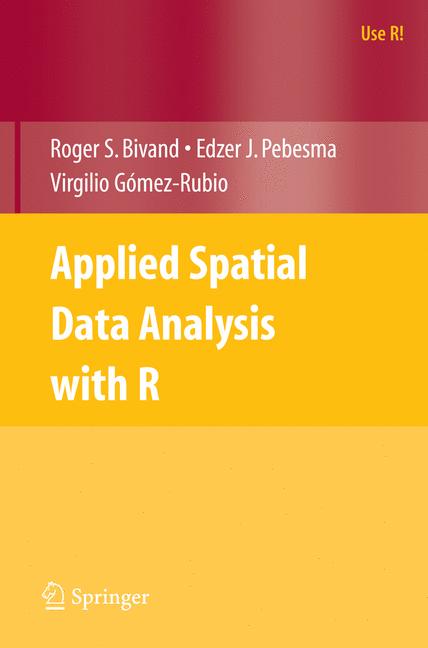 Use R!
Roger S. Bivand • Edzer J. Pebesma
Virgilio Gómez-Rubio
Applied Spatial
Data Analysis
with R
Springer